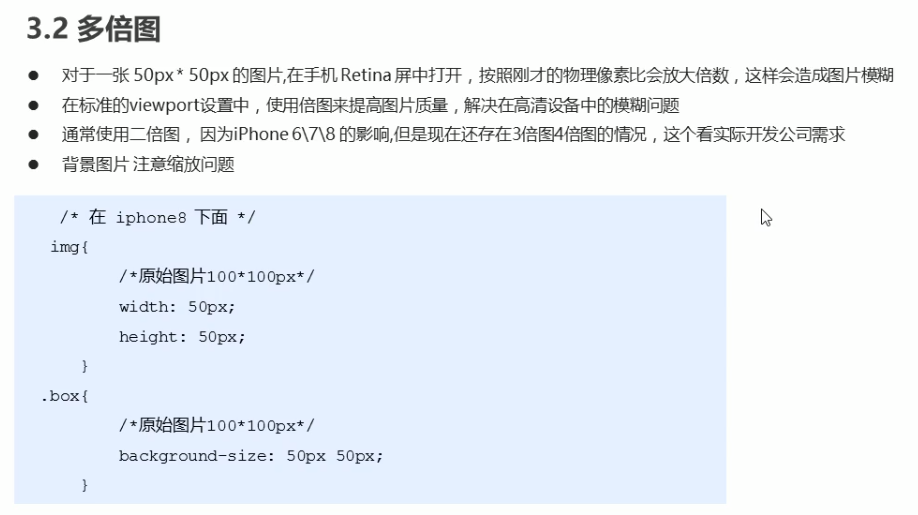 3.2 多倍图
● 对于一张 50px * 50px 的图片,在手机 Retina 屏中打开，按照刚才的物理像素比会放大倍数，这样会造成图片模糊
● 在标准的viewport设置中，使用倍图来提高图片质量，解决在高清设备中的模糊问题
● 通常使用二倍图， 因为iPhone 6\7\8 的影响,但是现在还存在3倍图4倍图的情况，这个看实际开发公司需求
● 背景图片 注意缩放问题
/* 在 iphone8 下面 */
img{
/*原始图片100*100px*/
width: 50px;
height: 50px;
}
.box{
/*原始图片100*100px*/
background-size: 50px 50px;
}